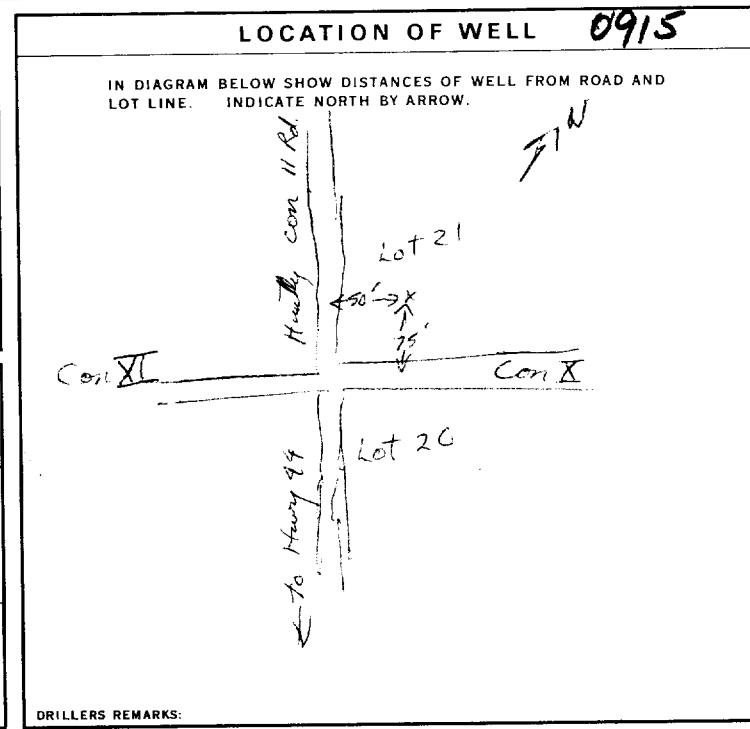 LOCATION OF WELL 0915
IN DIAGRAM BELOW SHOW DISTANCES OF WELL FROM ROAD AND
LOT LINE. INDICATE NORTH BY ARROW.
N
Huntly con 11 Rd.
Lot 21
50' X
75'
Con XI
Con X
Lot 20
← to Hwy 44
DRILLERS REMARKS: